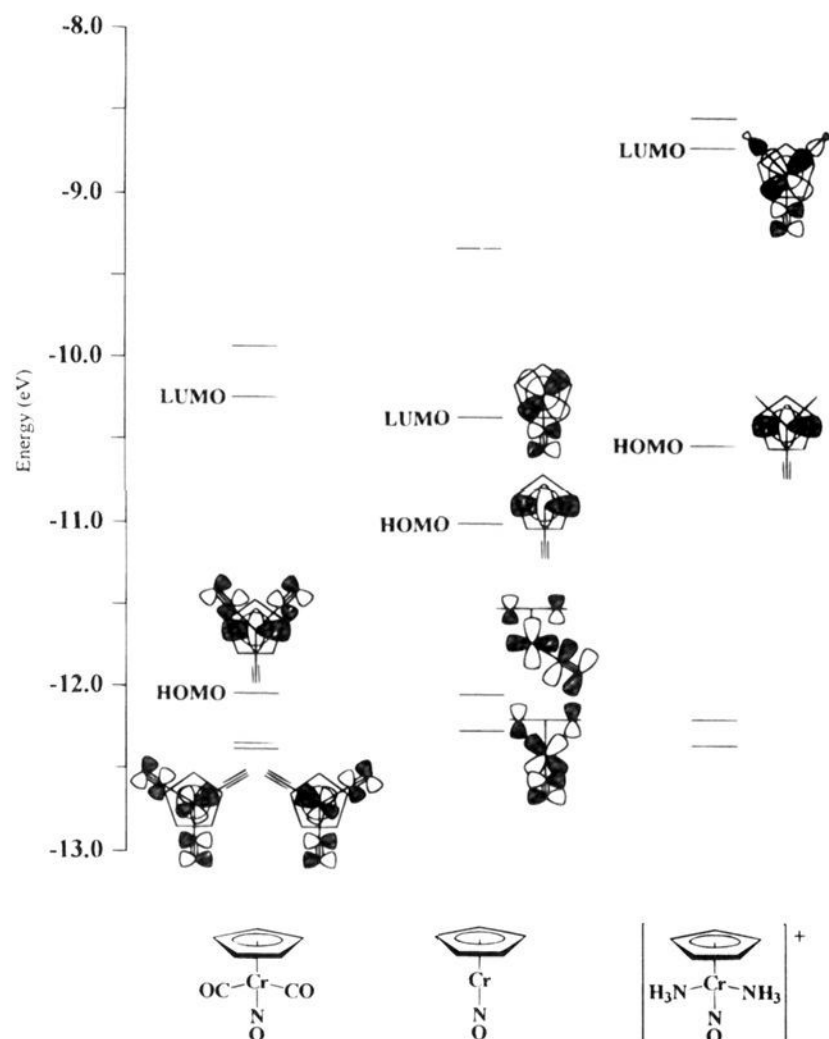 -8.0
LUMO
-9.0
-10.0
LUMO
LUMO
HOMO
Energy (eV)
-11.0
HOMO
-12.0
HOMO
-13.0
+
OC Cr CO
N
O
Cr
N
O
H₃N Cr NH₃
N
O